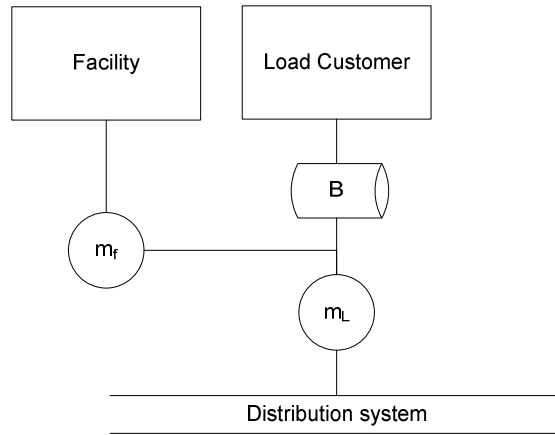 Facility
Load Customer
B
mf
mL
Distribution system